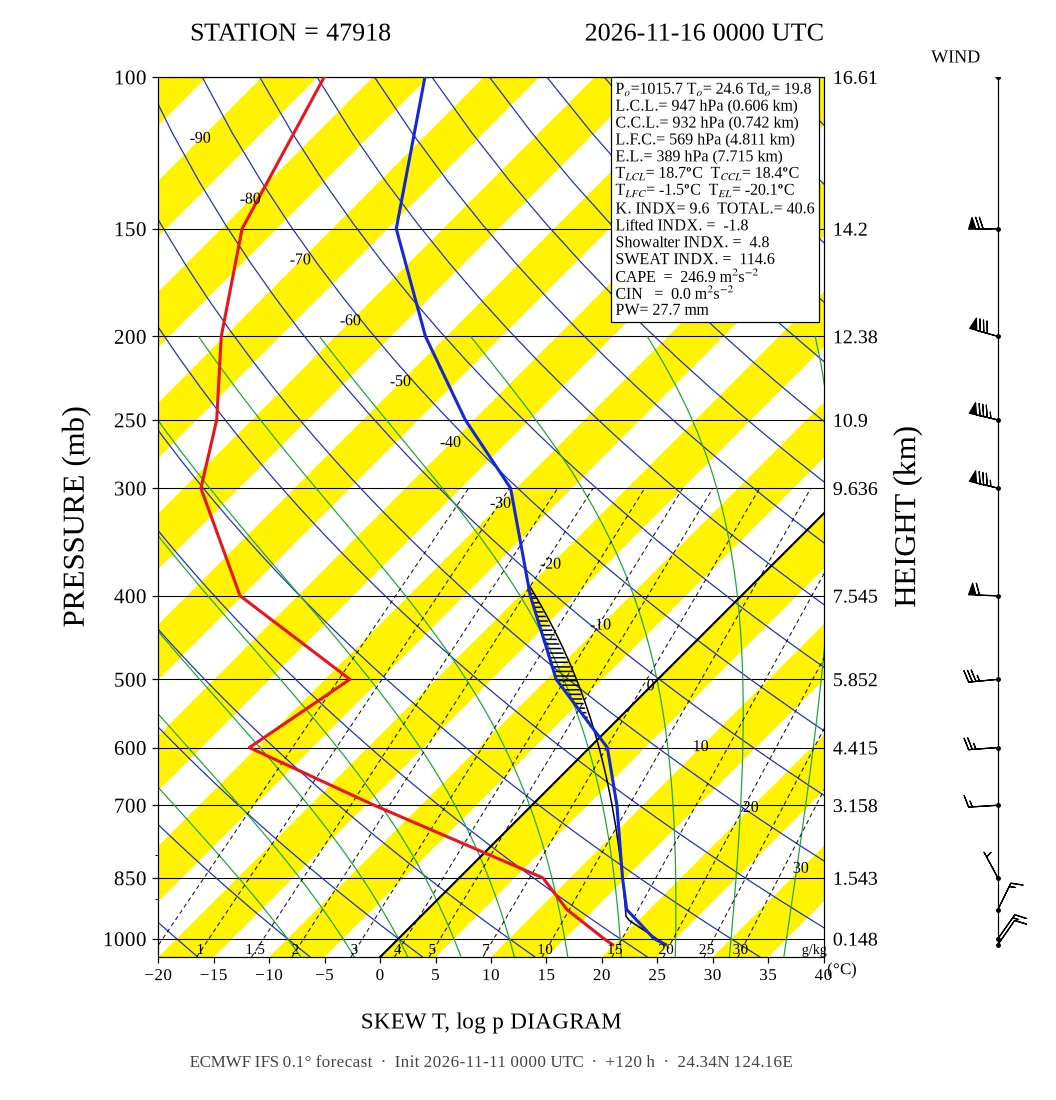 STATION = 47918 2026-11-16 0000 UTC
WIND
100 16.61
Pₒ=1015.7 Tₒ= 24.6 Tdₒ= 19.8
L.C.L.= 947 hPa (0.606 km)
C.C.L.= 932 hPa (0.742 km)
L.F.C.= 569 hPa (4.811 km)
E.L.= 389 hPa (7.715 km)
T_LCL= 18.7°C T_CCL= 18.4°C
T_LFC= -1.5°C T_EL= -20.1°C
K. INDX= 9.6 TOTAL.= 40.6
Lifted INDX. = -1.8
Showalter INDX. = 4.8
SWEAT INDX. = 114.6
CAPE = 246.9 m²s⁻²
CIN = 0.0 m²s⁻²
PW= 27.7 mm
-90
-80
150 14.2
-70
-60
200 12.38
-50
250 10.9
-40
300 9.636
-30
PRESSURE (mb)
HEIGHT (km)
-20
400 7.545
-10
500 5.852
0
600 4.415
10
700 3.158
20
30
850 1.543
1000 0.148
1 1.5 2 3 4 5 7 10 15 20 25 30 g/kg
−20 −15 −10 −5 0 5 10 15 20 25 30 35 40 (°C)
SKEW T, log p DIAGRAM
ECMWF IFS 0.1° forecast · Init 2026-11-11 0000 UTC · +120 h · 24.34N 124.16E